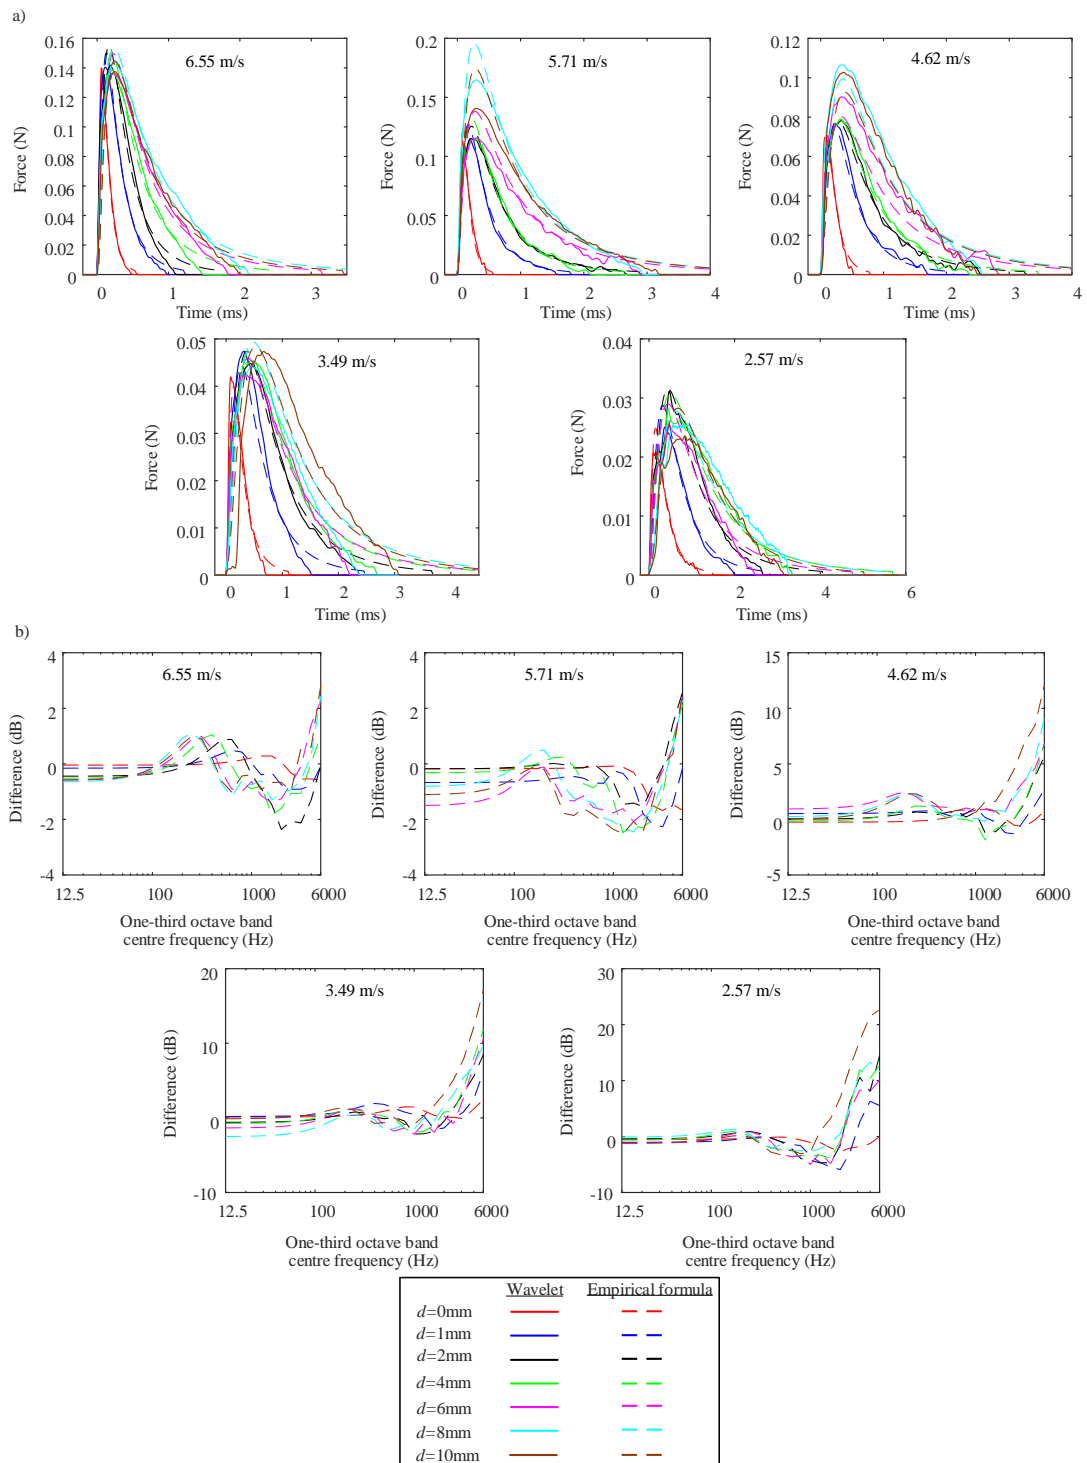 a)
6.55 m/s
5.71 m/s
4.62 m/s
0.16
0.14
0.12
0.1
0.08
0.06
0.04
0.02
0
Force (N)
0 1 2 3
Time (ms)
0.2
0.15
0.1
0.05
0
Force (N)
0 1 2 3 4
Time (ms)
0.12
0.1
0.08
0.06
0.04
0.02
0
Force (N)
0 1 2 3 4
Time (ms)
3.49 m/s
2.57 m/s
0.05
0.04
0.03
0.02
0.01
0
Force (N)
0 1 2 3 4
Time (ms)
0.04
0.03
0.02
0.01
0
Force (N)
0 2 4 6
Time (ms)
b)
6.55 m/s
5.71 m/s
4.62 m/s
4
2
0
-2
-4
Difference (dB)
12.5 100 1000 6000
One-third octave band
centre frequency (Hz)
4
2
0
-2
-4
Difference (dB)
12.5 100 1000 6000
One-third octave band
centre frequency (Hz)
15
10
5
0
-5
Difference (dB)
12.5 100 1000 6000
One-third octave band
centre frequency (Hz)
3.49 m/s
2.57 m/s
20
10
0
-10
Difference (dB)
12.5 100 1000 6000
One-third octave band
centre frequency (Hz)
30
20
10
0
-10
Difference (dB)
12.5 100 1000 6000
One-third octave band
centre frequency (Hz)
Wavelet Empirical formula
d=0mm
d=1mm
d=2mm
d=4mm
d=6mm
d=8mm
d=10mm